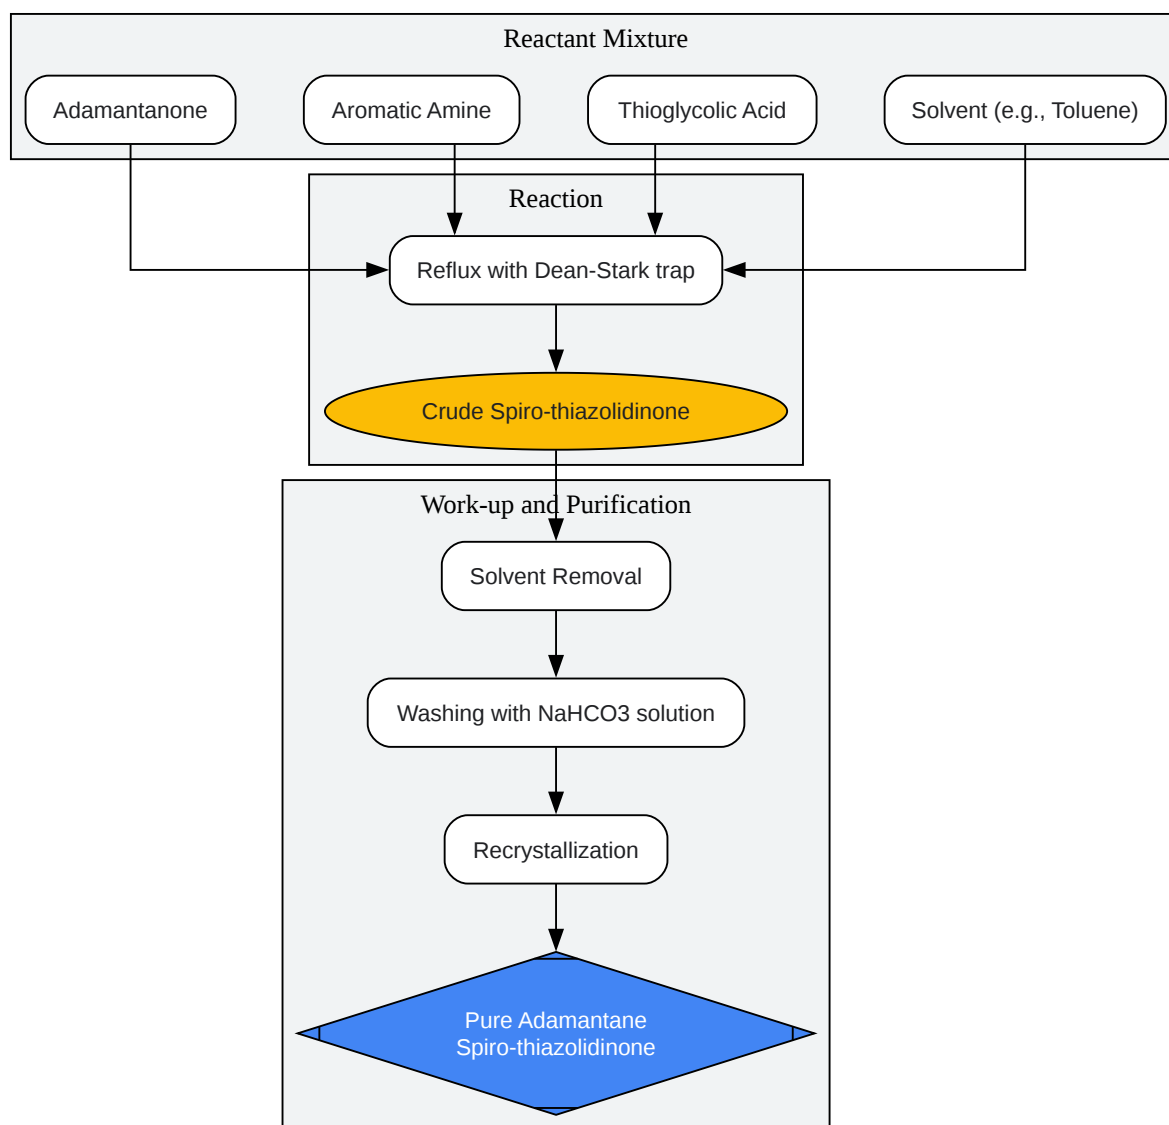 Reactant Mixture
Adamantanone
Aromatic Amine
Thioglycolic Acid
Solvent (e.g., Toluene)
Reaction
Reflux with Dean-Stark trap
Crude Spiro-thiazolidinone
Work-up and Purification
Solvent Removal
Washing with NaHCO3 solution
Recrystallization
Pure Adamantane
Spiro-thiazolidinone